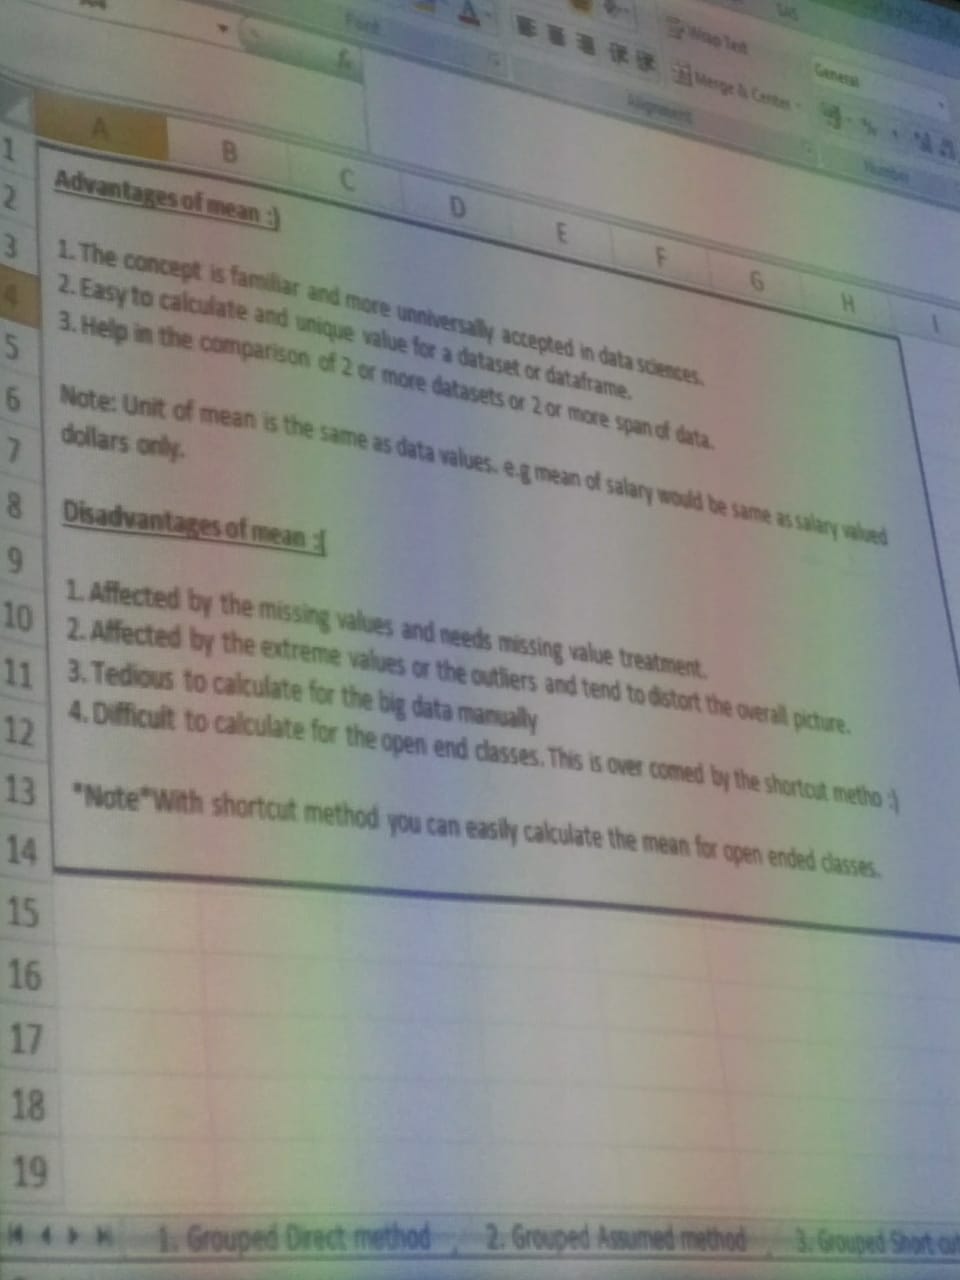 Wrap Text
General
Font
Merge & Center
Alignment
Number
A B C D E F G H I
1
2
3
4
5
6
7
8
9
10
11
12
13
14
15
16
17
18
19
Advantages of mean :)
1. The concept is familiar and more unniversally accepted in data sciences.
2. Easy to calculate and unique value for a dataset or dataframe.
3. Help in the comparison of 2 or more datasets or 2 or more span of data.
Note: Unit of mean is the same as data values. e.g mean of salary would be same as salary valued
dollars only.
Disadvantages of mean :(
1. Affected by the missing values and needs missing value treatment.
2. Affected by the extreme values or the outliers and tend to distort the overall picture.
3. Tedious to calculate for the big data manually
4. Difficult to calculate for the open end classes. This is over comed by the shortcut metho :)
*Note*With shortcut method you can easily calculate the mean for open ended classes.
1. Grouped Direct method
2. Grouped Assumed method
3. Grouped Short cut